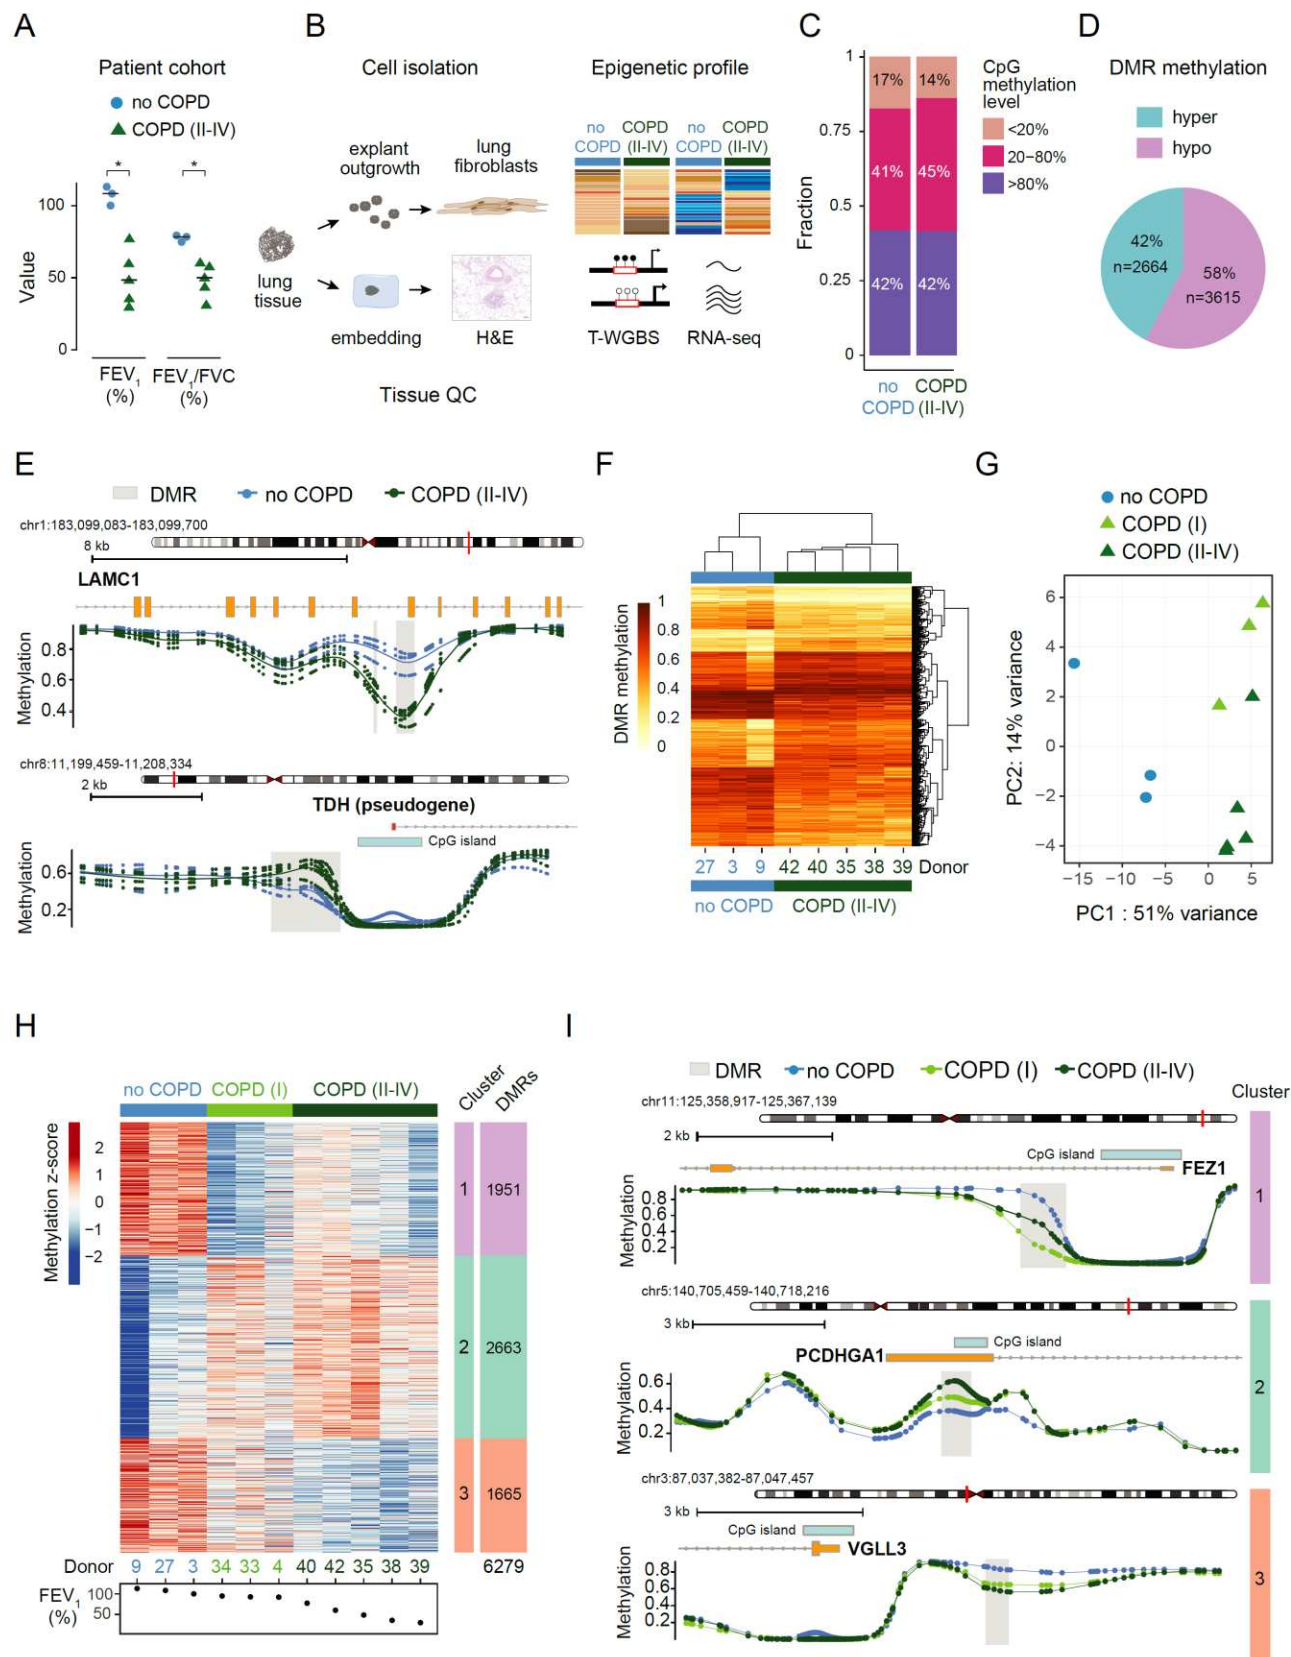 A
Patient cohort
no COPD
COPD (II-IV)
*
*
100
50
0
Value
FEV1
(%)
FEV1/FVC
(%)
B
Cell isolation
Epigenetic profile
explant
outgrowth
lung
fibroblasts
lung
tissue
embedding
H&E
Tissue QC
no
COPD
COPD
(II-IV)
no
COPD
COPD
(II-IV)
T-WGBS
RNA-seq
C
Fraction
1
0.75
0.5
0.25
0
17%
14%
41%
45%
42%
42%
no
COPD
COPD
(II-IV)
CpG
methylation
level
<20%
20-80%
>80%
D
DMR methylation
hyper
hypo
42%
n=2664
58%
n=3615
E
DMR
no COPD
COPD (II-IV)
chr1:183,099,083-183,099,700
8 kb
LAMC1
Methylation
0.8
0.6
0.4
chr8:11,199,459-11,208,334
2 kb
TDH (pseudogene)
CpG island
Methylation
0.6
0.2
F
DMR methylation
1
0.8
0.6
0.4
0.2
0
27 3 9 42 40 35 38 39 Donor
no COPD
COPD (II-IV)
G
no COPD
COPD (I)
COPD (II-IV)
PC2: 14% variance
6
4
2
0
−2
−4
−15 −10 −5 0 5
PC1 : 51% variance
H
no COPD
COPD (I)
COPD (II-IV)
Cluster
DMRs
Methylation z-score
2
1
0
−1
−2
1
1951
2
2663
3
1665
Donor 9 27 3 34 33 4 40 42 35 38 39 6279
FEV1
(%)
100
50
I
DMR
no COPD
COPD (I)
COPD (II-IV)
Cluster
chr11:125,358,917-125,367,139
2 kb
CpG island
FEZ1
Methylation
0.8
0.6
0.4
0.2
1
chr5:140,705,459-140,718,216
3 kb
CpG island
PCDHGA1
Methylation
0.6
0.4
0.2
2
chr3:87,037,382-87,047,457
3 kb
CpG island
VGLL3
Methylation
0.8
0.6
0.4
0.2
3